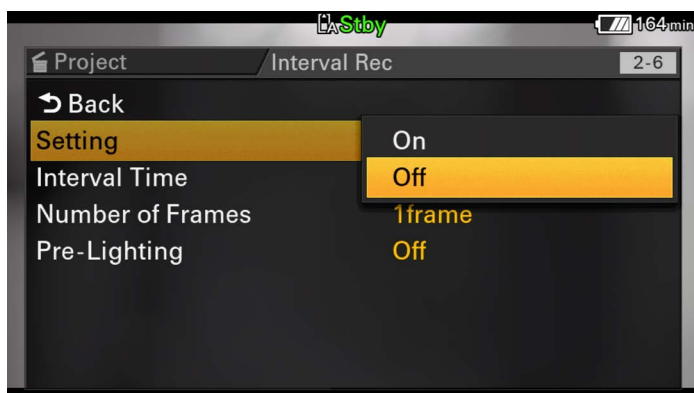 A Stby 164min
Project Interval Rec 2-6
Back
Setting On
Interval Time Off
Number of Frames 1frame
Pre-Lighting Off